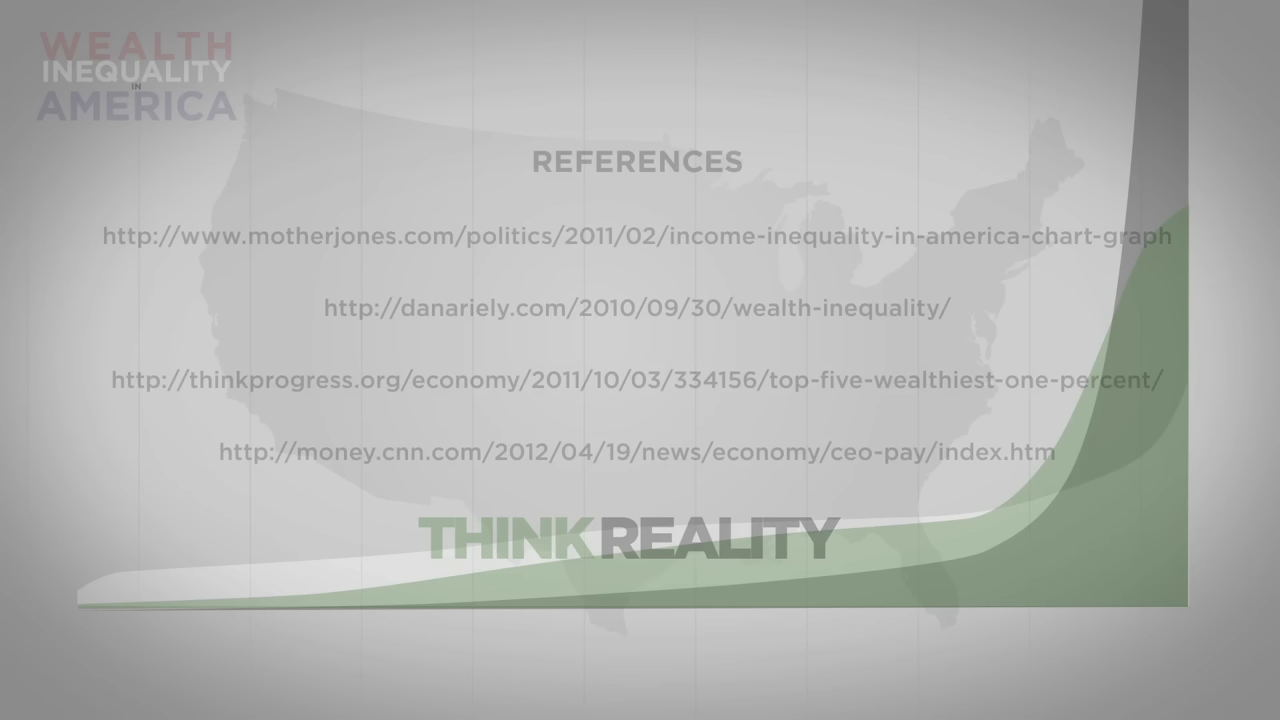 WEALTH
INEQUALITY
IN
AMERICA
REFERENCES
http://www.motherjones.com/politics/2011/02/income-inequality-in-america-chart-graph
http://danariely.com/2010/09/30/wealth-inequality/
http://thinkprogress.org/economy/2011/10/03/334156/top-five-wealthiest-one-percent/
http://money.cnn.com/2012/04/19/news/economy/ceo-pay/index.htm
THINKREALITY